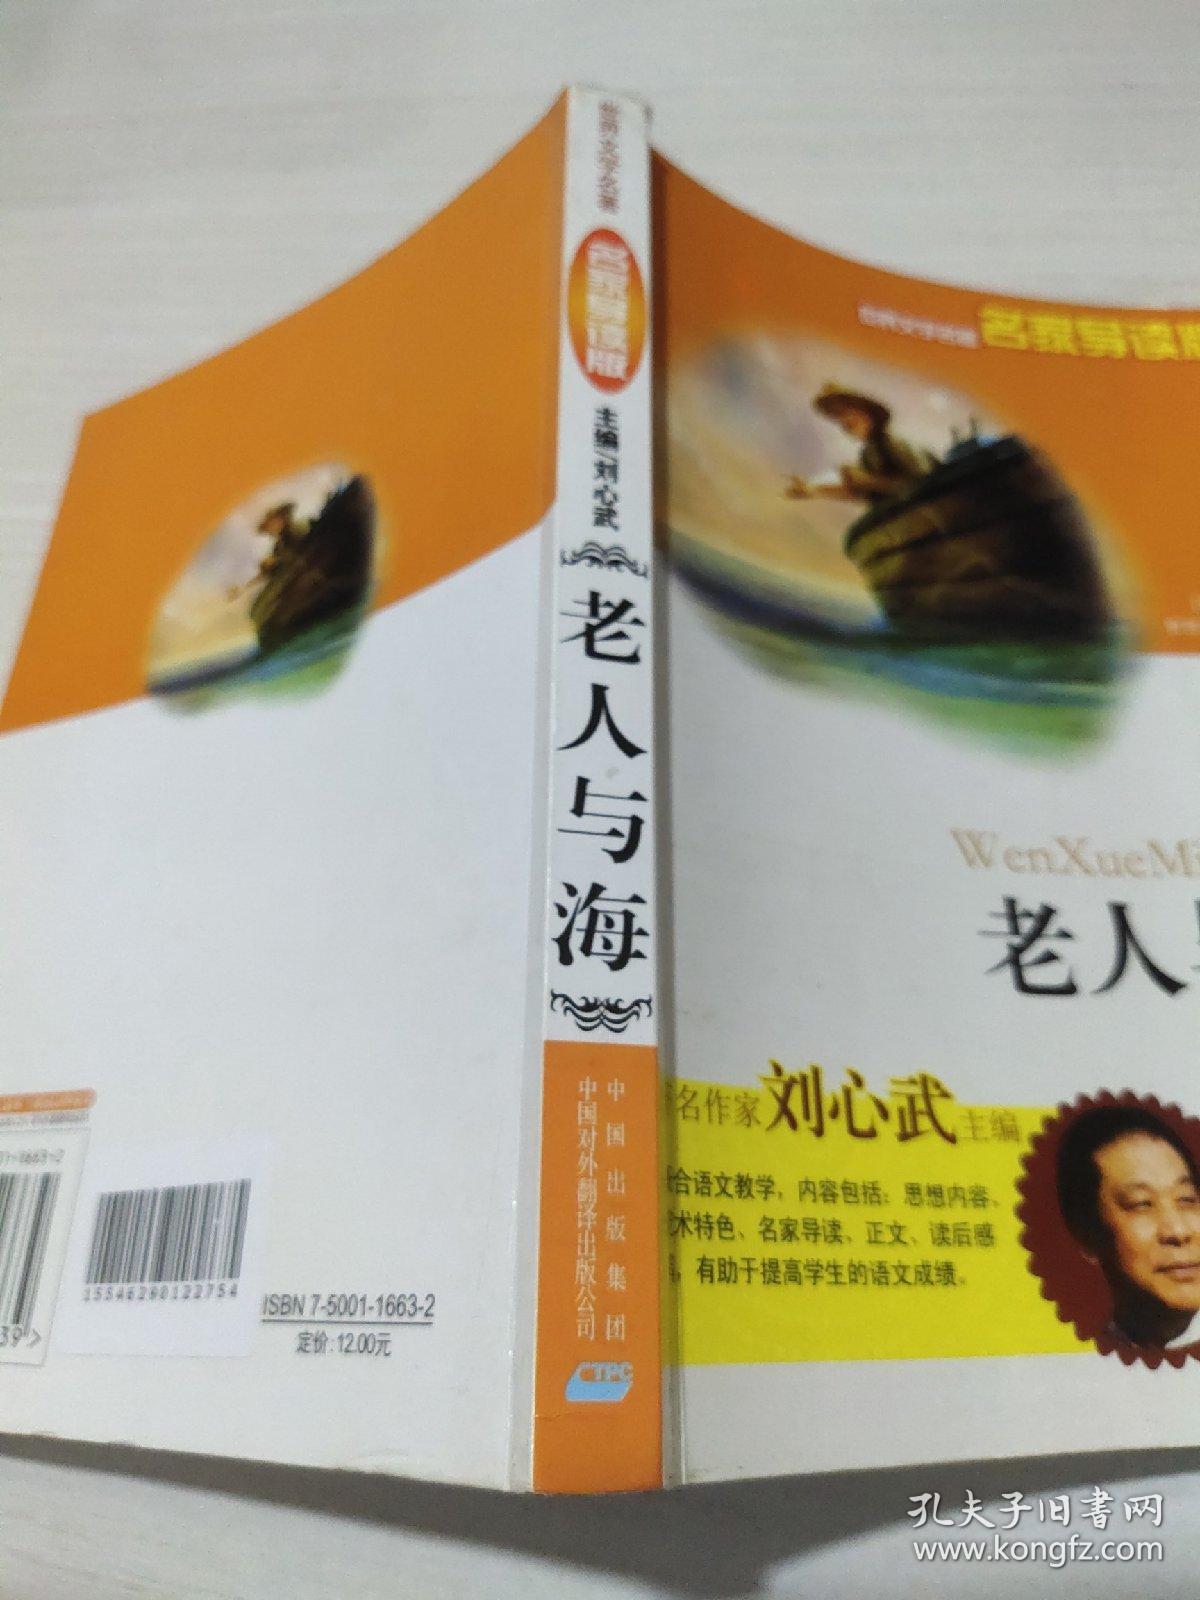 世界文学名著
名家导读版
主编/刘心武
老人与海
中国出版集团
中国对外翻译出版公司
CTPC
01-1663-2
39>
15546280122754
ISBN 7-5001-1663-2
定价:12.00元
世界文学名著
名家导读版
WenXueMi
老人与
名作家刘心武主编
合语文教学，内容包括：思想内容、
术特色、名家导读、正文、读后感
，有助于提高学生的语文成绩。
孔夫子旧书网
www.kongfz.com